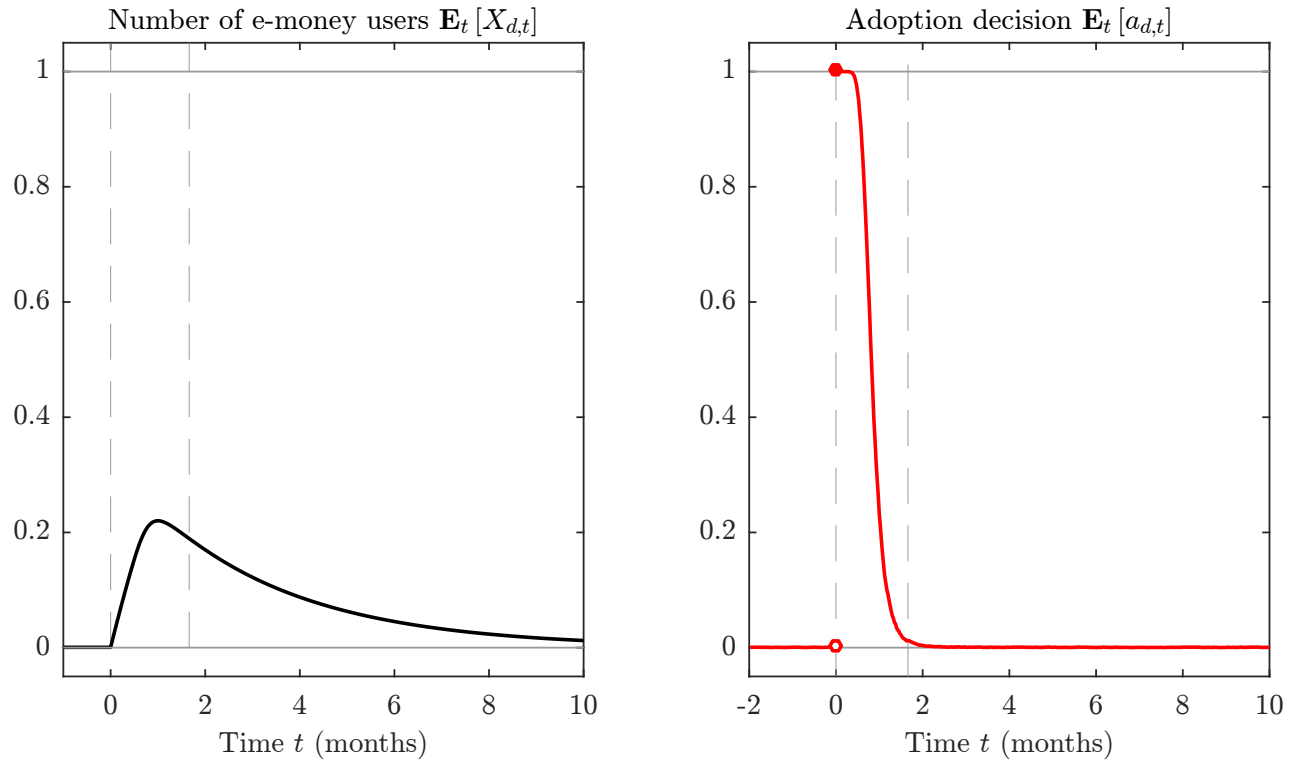 Number of e-money users E_t [X_{d,t}]
1
0.8
0.6
0.4
0.2
0
0 2 4 6 8 10
Time t (months)
Adoption decision E_t [a_{d,t}]
1
0.8
0.6
0.4
0.2
0
-2 0 2 4 6 8 10
Time t (months)